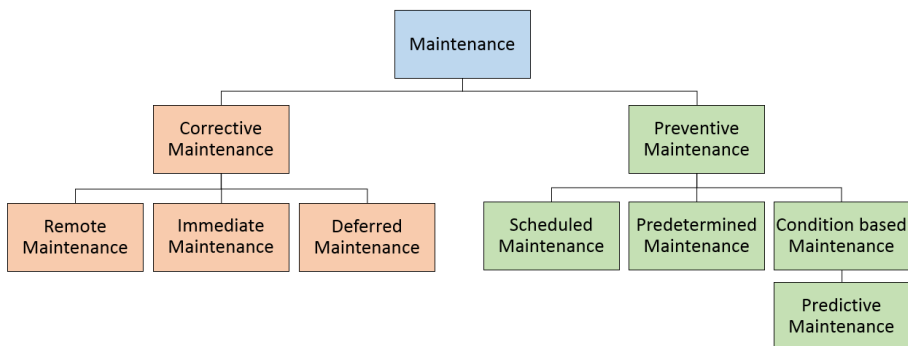 Maintenance
Corrective
Maintenance
Preventive
Maintenance
Remote
Maintenance
Immediate
Maintenance
Deferred
Maintenance
Scheduled
Maintenance
Predetermined
Maintenance
Condition based
Maintenance
Predictive
Maintenance